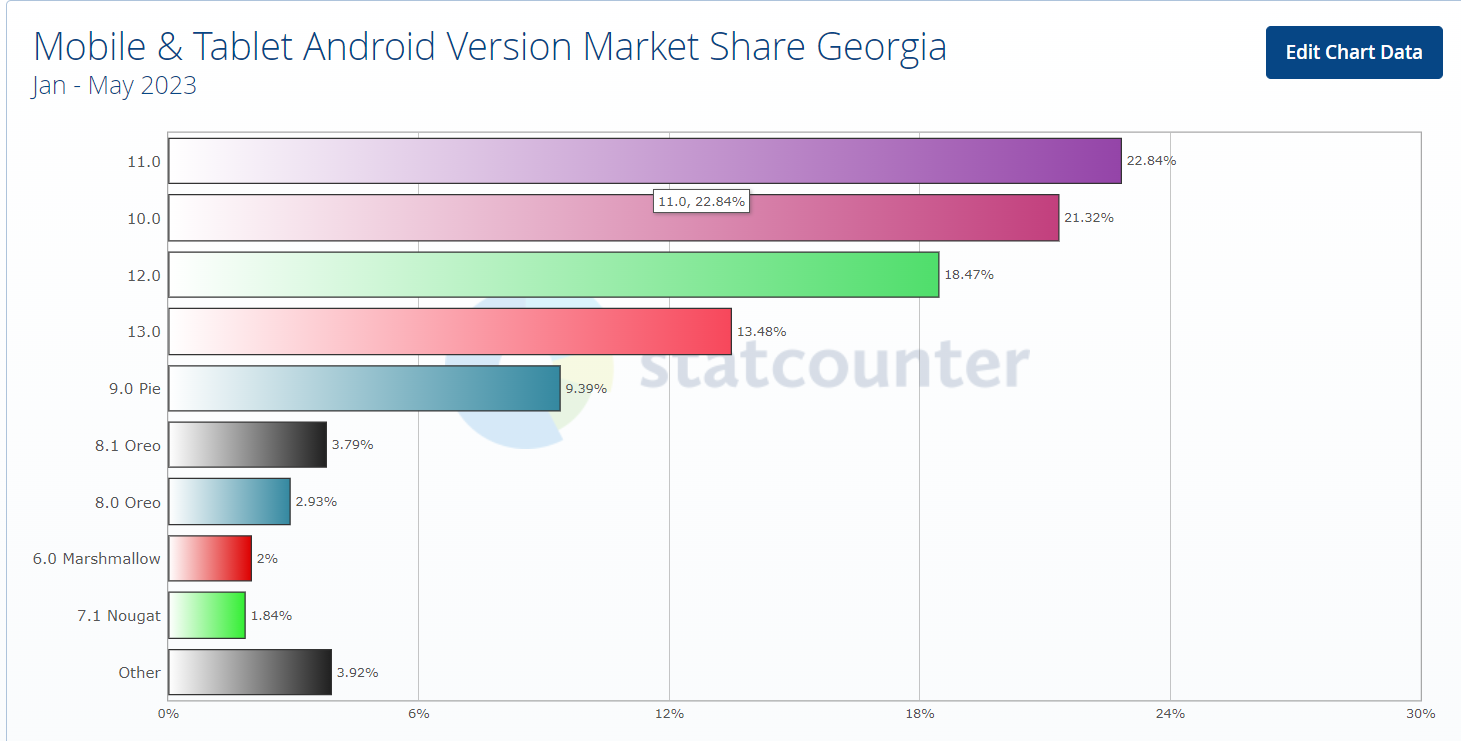 Mobile & Tablet Android Version Market Share Georgia
Jan - May 2023
Edit Chart Data
11.0 22.84%
11.0, 22.84%
10.0 21.32%
12.0 18.47%
13.0 13.48%
statcounter
9.0 Pie 9.39%
8.1 Oreo 3.79%
8.0 Oreo 2.93%
6.0 Marshmallow 2%
7.1 Nougat 1.84%
Other 3.92%
0% 6% 12% 18% 24% 30%